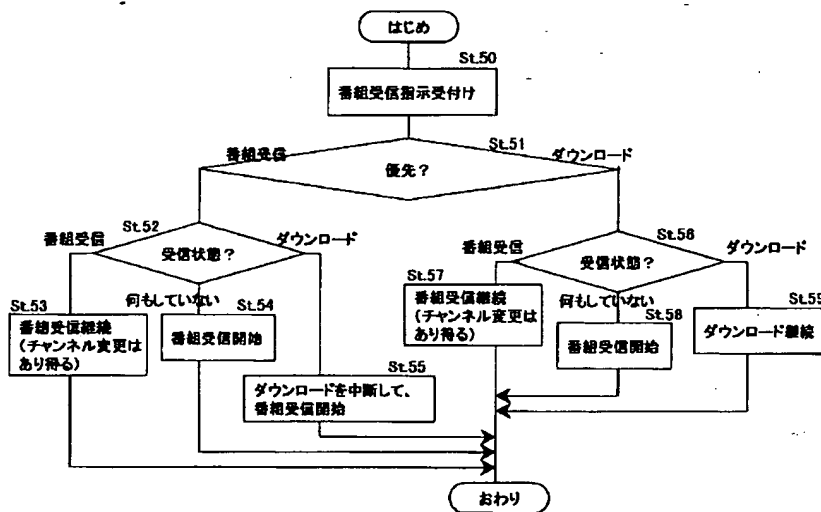 はじめ
St.50
番組受信指示受付け
St.51
番組受信
優先？
ダウンロード
St.52
番組受信
受信状態？
ダウンロード
St.56
番組受信
受信状態？
ダウンロード
St.53
番組受信継続
（チャンネル変更は
あり得る）
何もしていない
St.54
番組受信開始
St.55
ダウンロードを中断して、
番組受信開始
St.57
番組受信継続
（チャンネル変更は
あり得る）
何もしていない
St.58
番組受信開始
St.59
ダウンロード継続
おわり